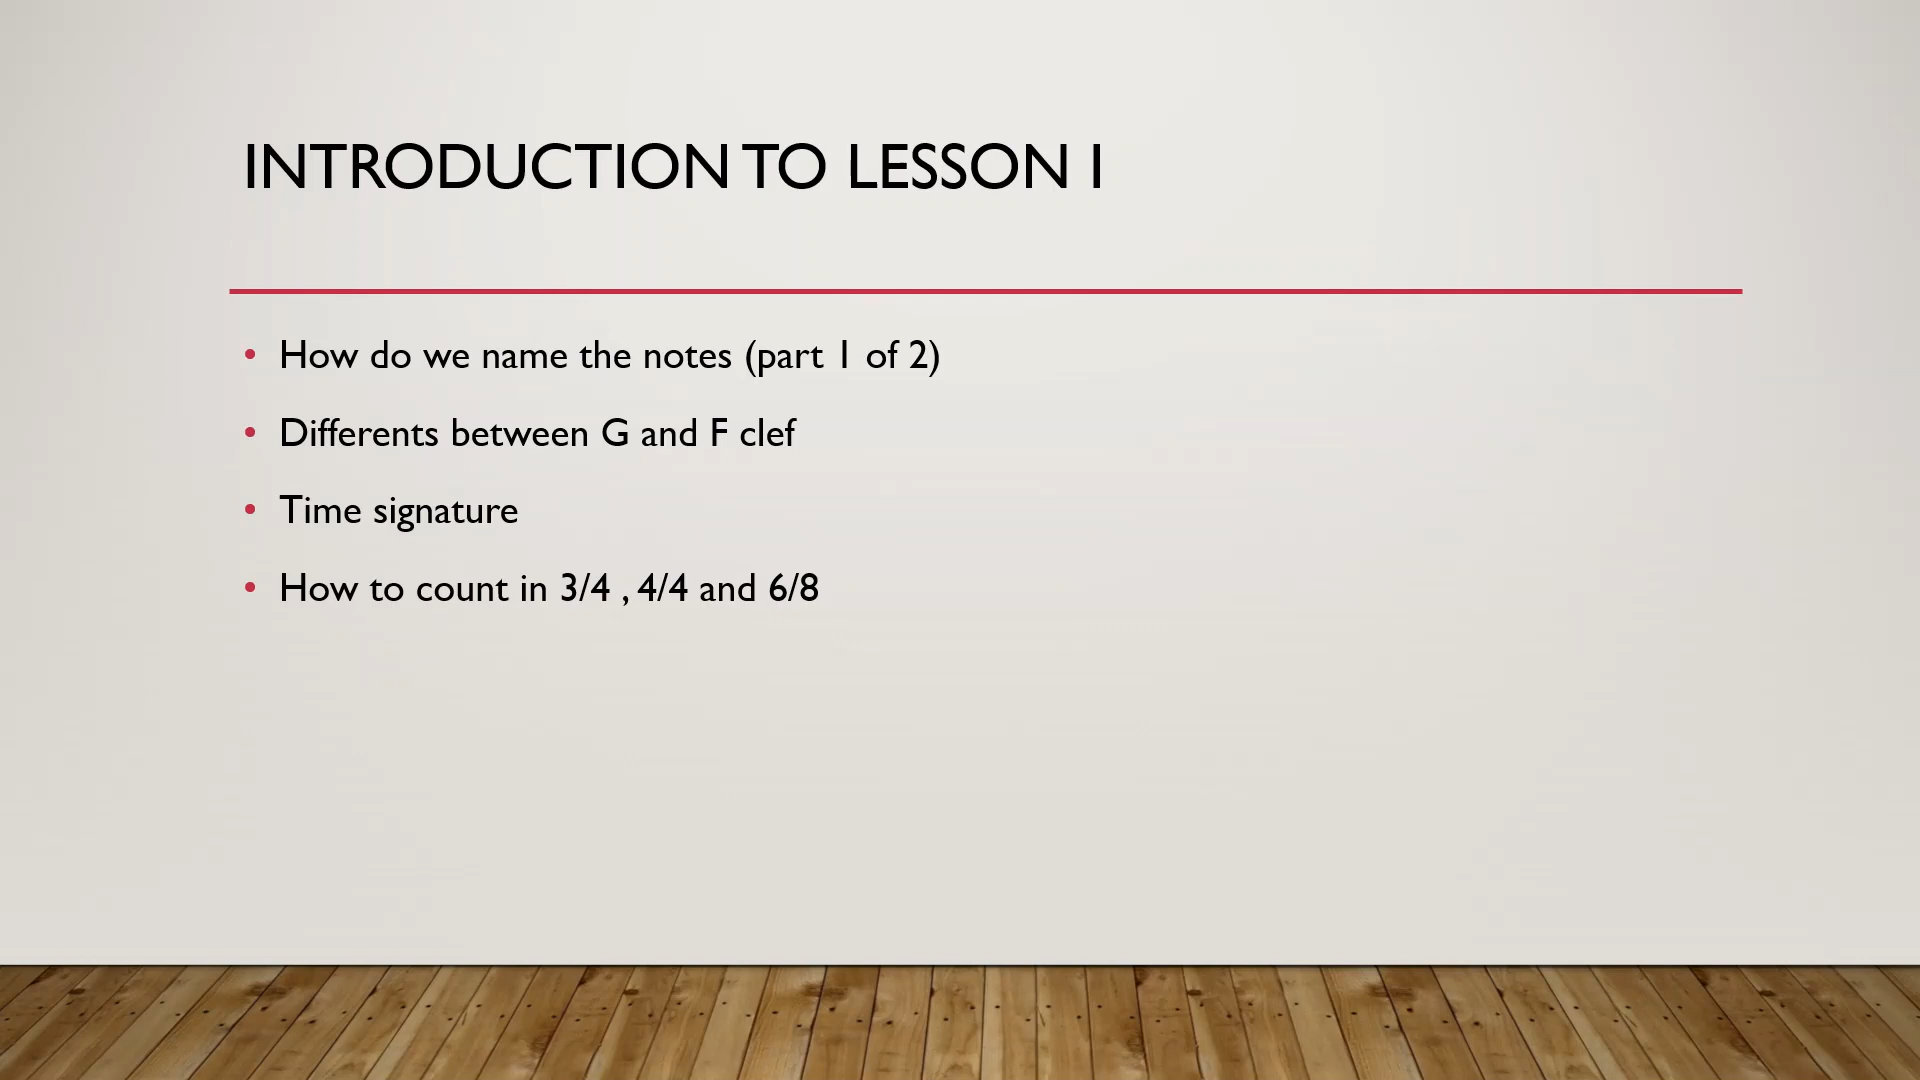 INTRODUCTION TO LESSON 1
• How do we name the notes (part 1 of 2)
• Differents between G and F clef
• Time signature
• How to count in 3/4 , 4/4 and 6/8